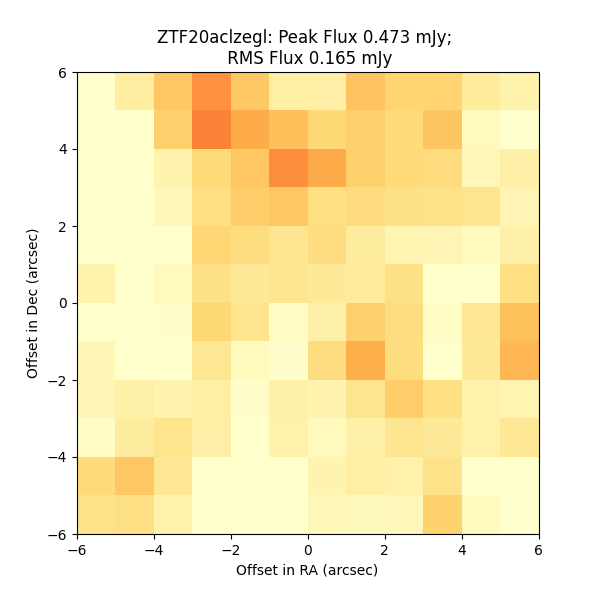 ZTF20aclzegl: Peak Flux 0.473 mJy;
RMS Flux 0.165 mJy
6
4
2
0
−2
−4
−6
Offset in Dec (arcsec)
−6 −4 −2 0 2 4 6
Offset in RA (arcsec)